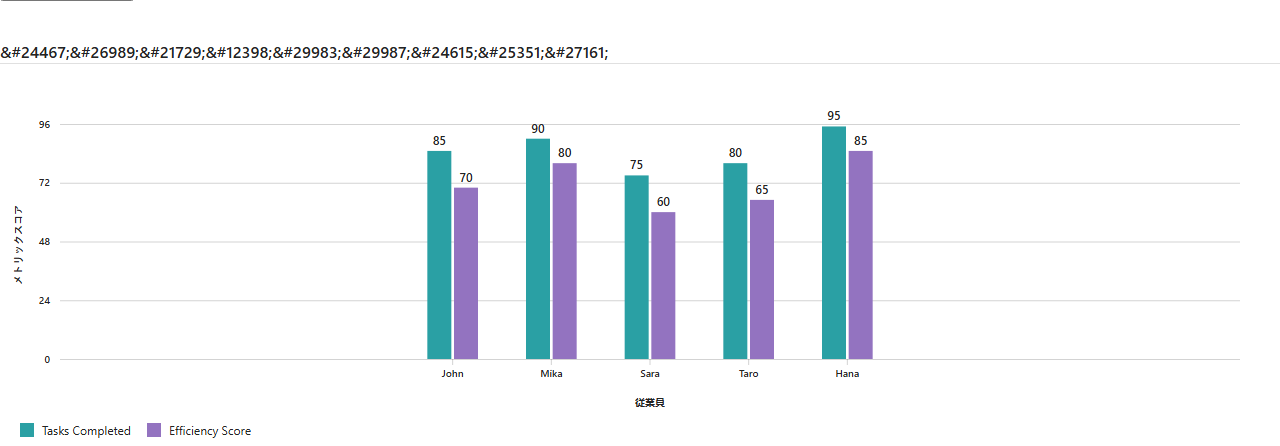 &#24467;&#26989;&#21729;&#12398;&#29983;&#29987;&#24615;&#25351;&#27161;
96
72
48
24
0
メトリックスコア
85
70
90
80
75
60
80
65
95
85
John
Mika
Sara
Taro
Hana
従業員
Tasks Completed
Efficiency Score